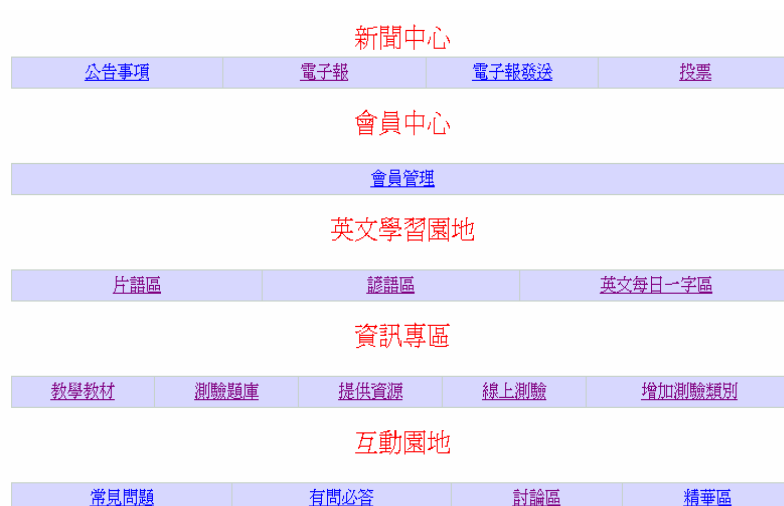 新聞中心
公告事項 電子報 電子報發送 投票
會員中心
會員管理
英文學習園地
片語區 諺語區 英文每日一字區
資訊專區
教學教材 測驗題庫 提供資源 線上測驗 增加測驗類別
互動園地
常見問題 有問必答 討論區 精華區